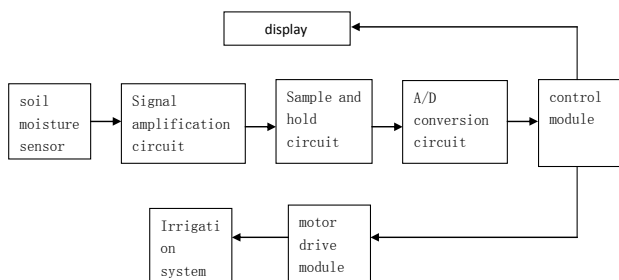 display
soil
moisture
sensor
Signal
amplification
circuit
Sample and
hold
circuit
A/D
conversion
circuit
control
module
Irrigati
on
system
motor
drive
module